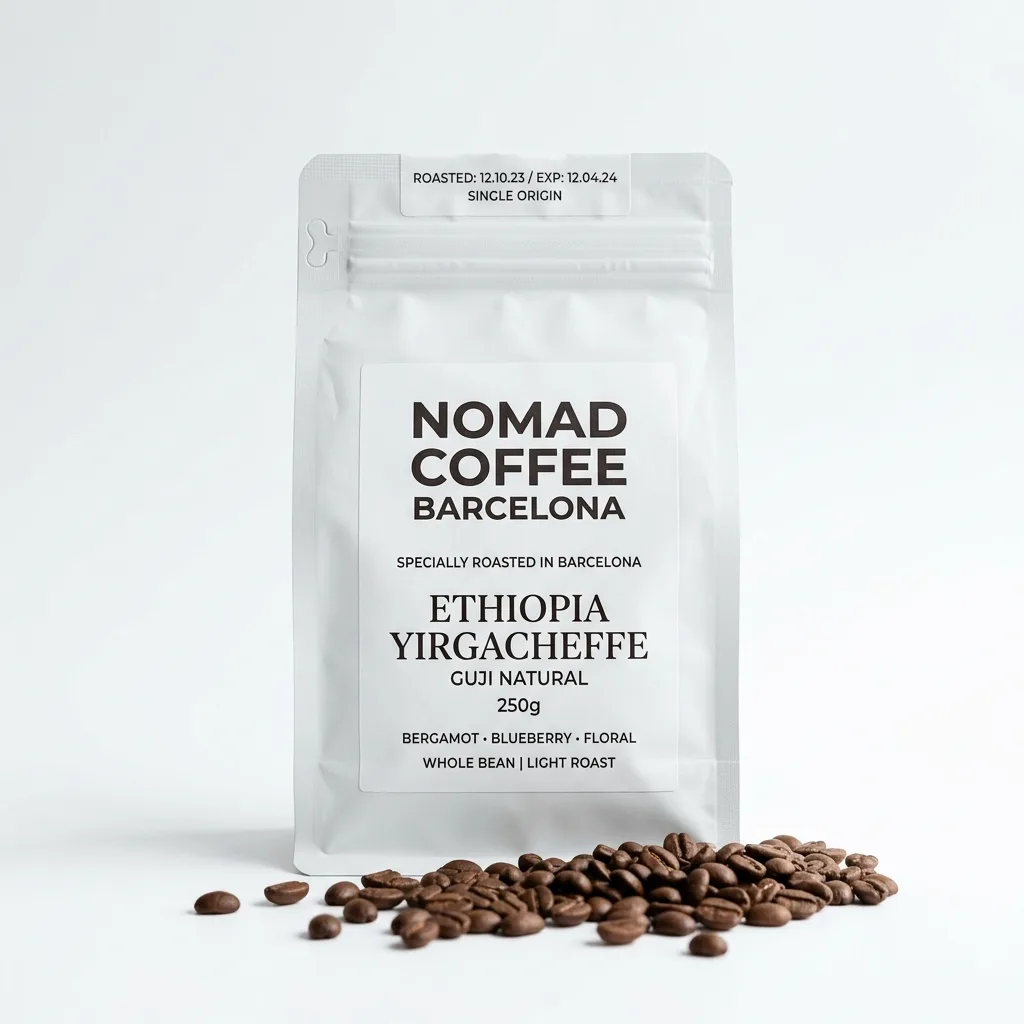 ROASTED: 12.10.23 / EXP: 12.04.24
SINGLE ORIGIN
NOMAD
COFFEE
BARCELONA
SPECIALLY ROASTED IN BARCELONA
ETHIOPIA
YIRGACHEFFE
GUJI NATURAL
250g
BERGAMOT • BLUEBERRY • FLORAL
WHOLE BEAN | LIGHT ROAST